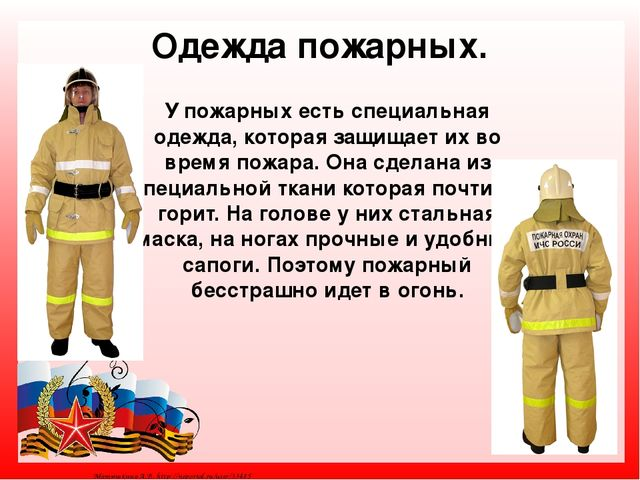 Одежда пожарных.
У пожарных есть специальная
одежда, которая защищает их во
время пожара. Она сделана из
пециальной ткани которая почти
горит. На голове у них стальная
маска, на ногах прочные и удобн
сапоги. Поэтому пожарный
бесстрашно идет в огонь.
ПОЖАРНАЯ ОХРАН
МЧС РОССИ